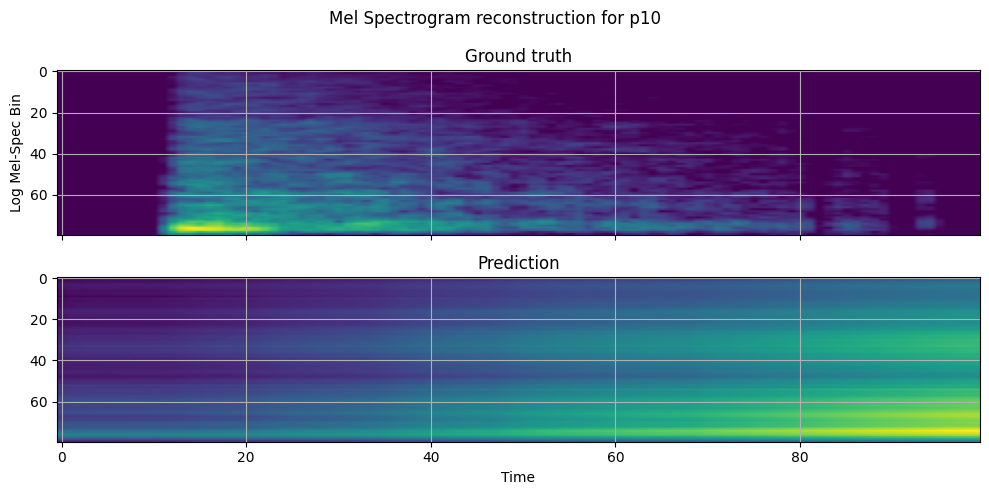 Mel Spectrogram reconstruction for p10
Ground truth
0
20
40
60
Log Mel-Spec Bin
Prediction
0
20
40
60
0 20 40 60 80
Time